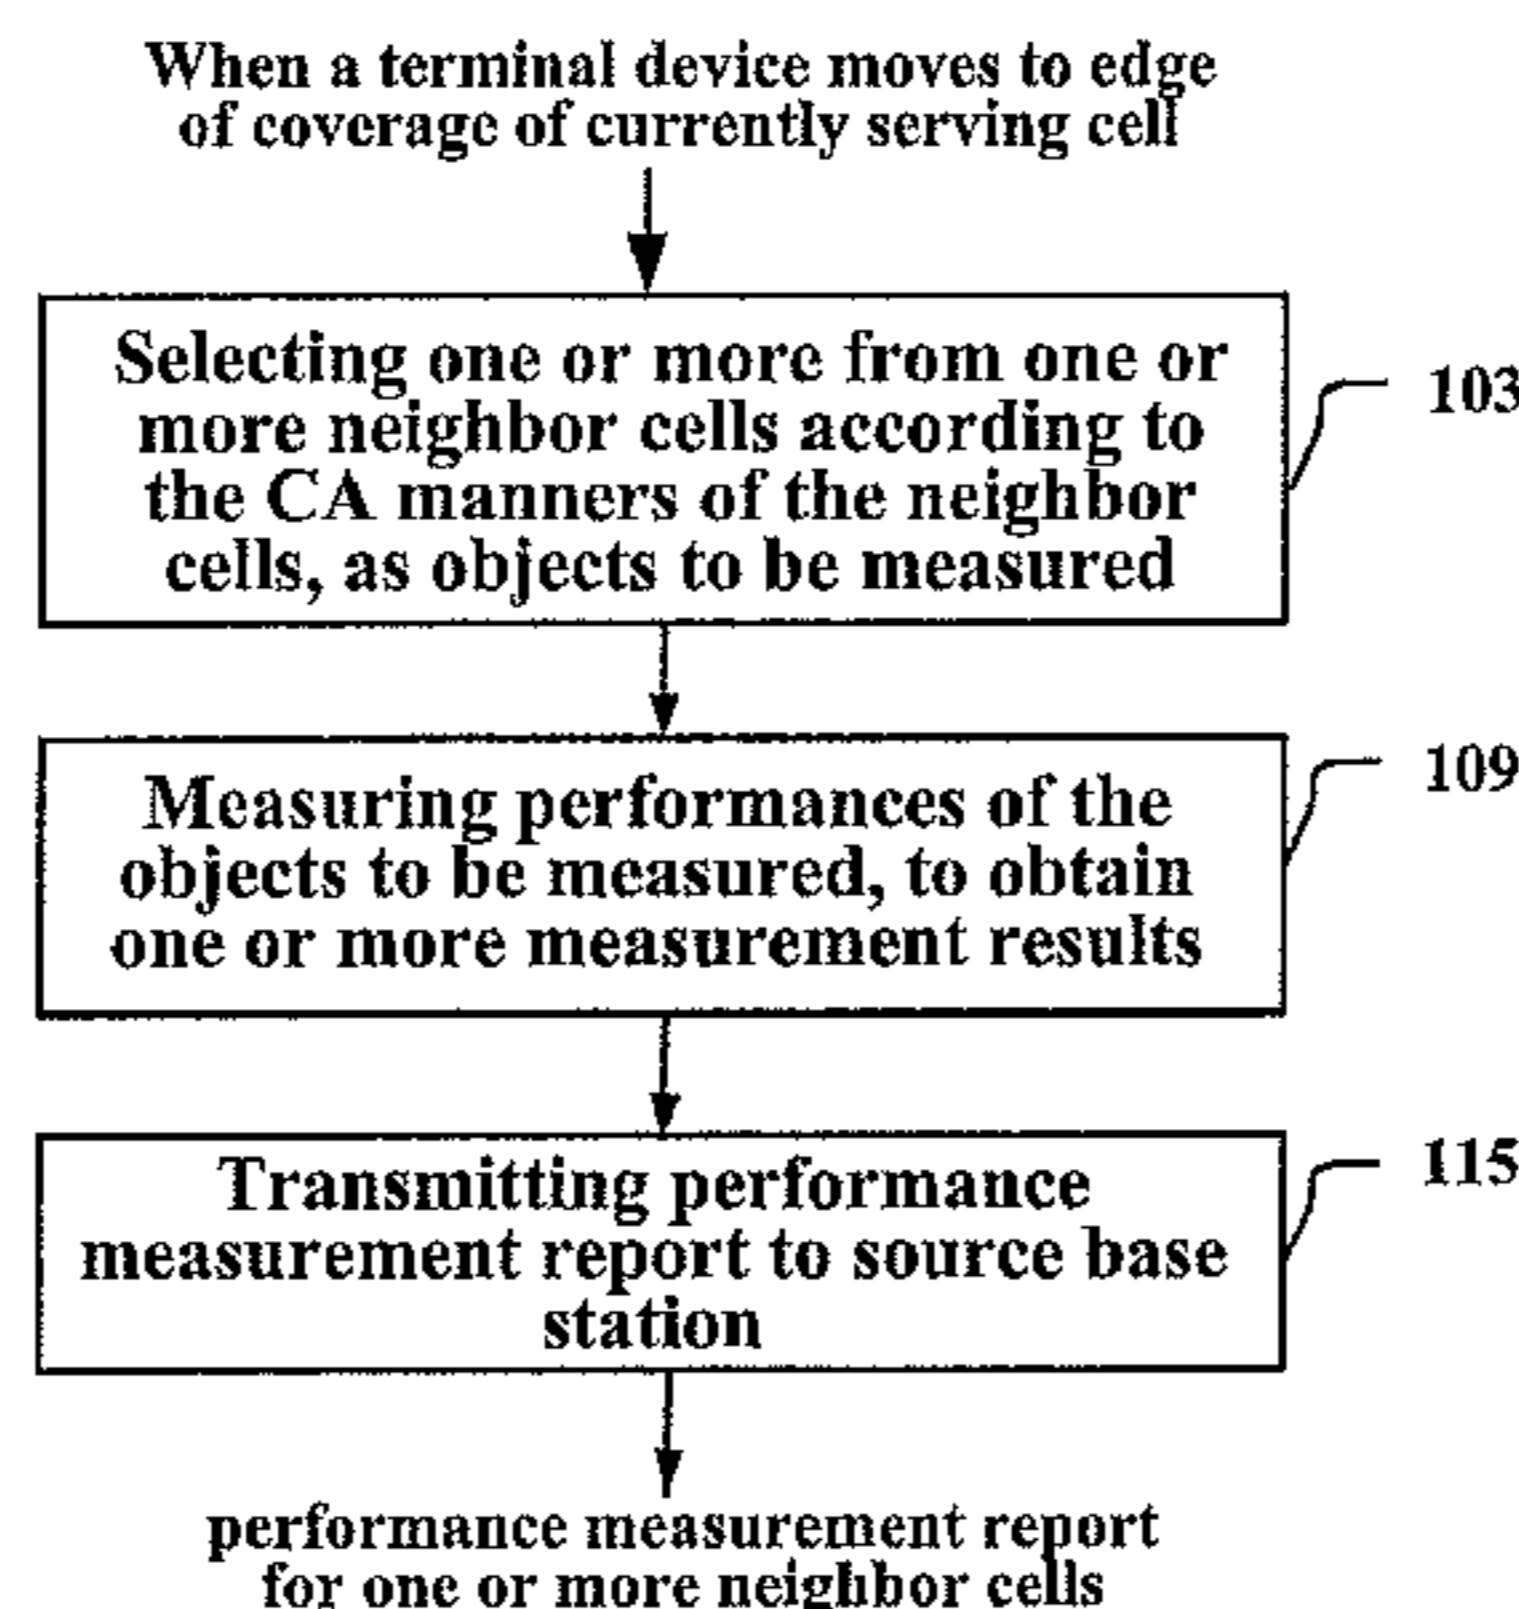 When a terminal device moves to edge
of coverage of currently serving cell
Selecting one or more from one or
more neighbor cells according to
the CA manners of the neighbor
cells, as objects to be measured
103
Measuring performances of the
objects to be measured, to obtain
one or more measurement results
109
Transmitting performance
measurement report to source base
station
115
performance measurement report
for one or more neighbor cells